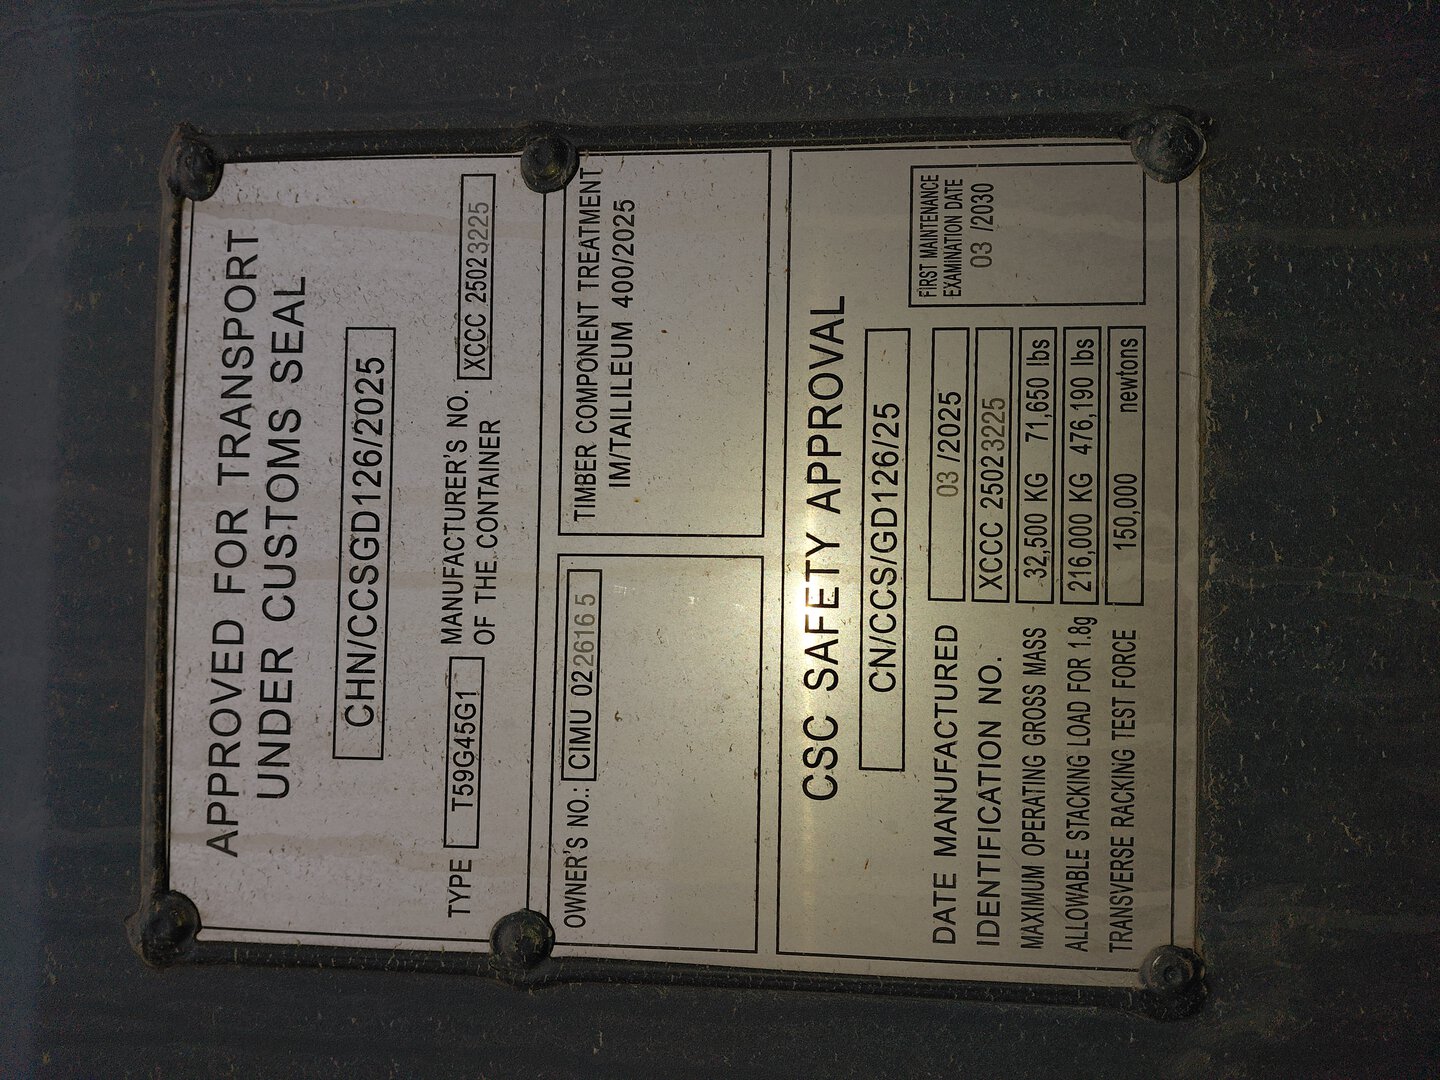 APPROVED FOR TRANSPORT
UNDER CUSTOMS SEAL
CHN/CCSGD126/2025
TYPE T59G45G1 MANUFACTURER'S NO. OF THE CONTAINER XCCC 25023225
OWNER'S NO.: CIMU 022616 5
TIMBER COMPONENT TREATMENT
IM/TAILILEUM 400/2025
CSC SAFETY APPROVAL
CN/CCS/GD126/25
DATE MANUFACTURED 03 /2025
IDENTIFICATION NO. XCCC 25023225
MAXIMUM OPERATING GROSS MASS 32,500 KG 71,650 lbs
ALLOWABLE STACKING LOAD FOR 1.8g 216,000 KG 476,190 lbs
TRANSVERSE RACKING TEST FORCE 150,000 newtons
FIRST MAINTENANCE
EXAMINATION DATE
03 /2030